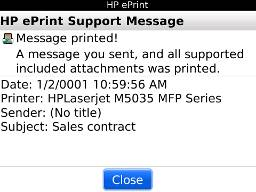 HP ePrint
HP ePrint Support Message
Message printed!
A message you sent, and all supported
included attachments was printed.
Date: 1/2/0001 10:59:56 AM
Printer: HPLaserjet M5035 MFP Series
Sender: (No title)
Subject: Sales contract
Close